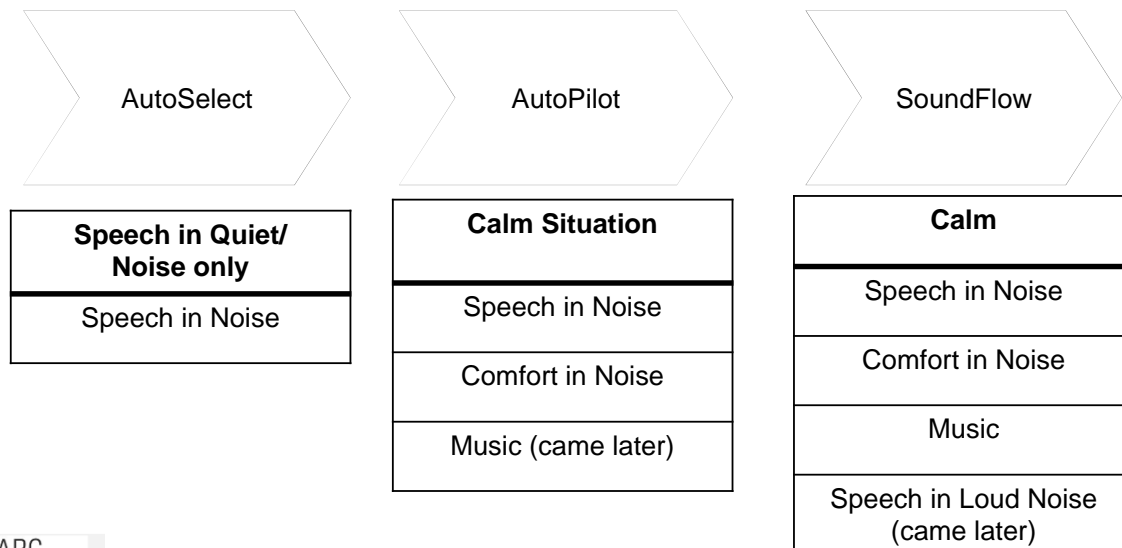 AutoSelect
AutoPilot
SoundFlow
Speech in Quiet/
Noise only
Speech in Noise
Calm Situation
Speech in Noise
Comfort in Noise
Music (came later)
Calm
Speech in Noise
Comfort in Noise
Music
Speech in Loud Noise
(came later)